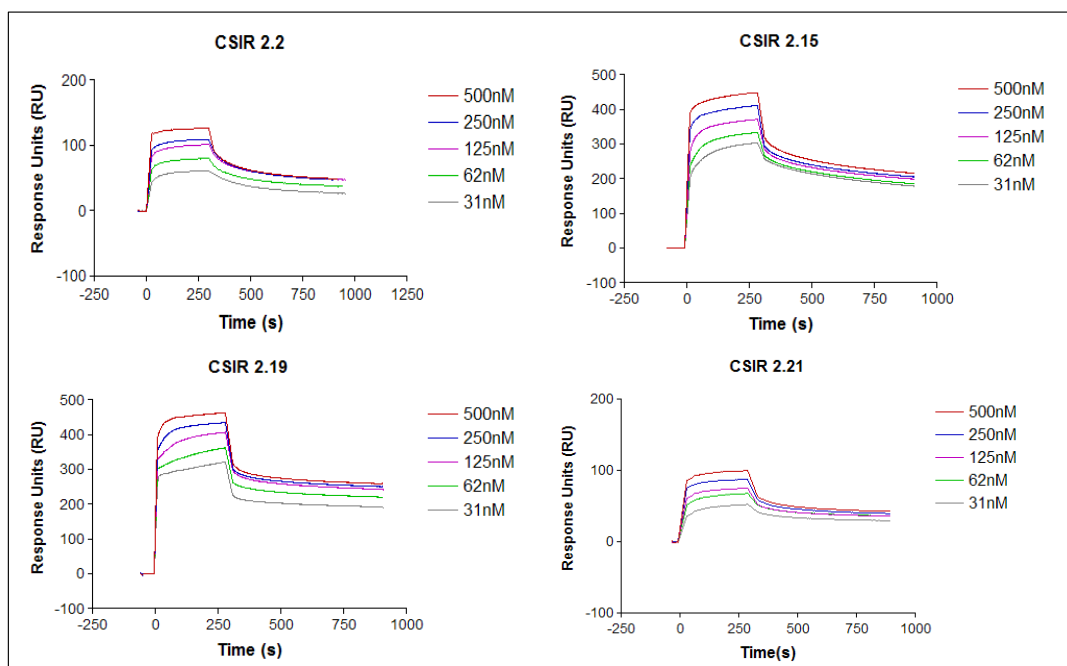 CSIR 2.2
200
100
0
-100
Response Units (RU)
-250 0 250 500 750 1000 1250
Time (s)
500nM
250nM
125nM
62nM
31nM
CSIR 2.15
500
400
300
200
100
0
-100
Response Units (RU)
-250 0 250 500 750 1000
Time (s)
500nM
250nM
125nM
62nM
31nM
CSIR 2.19
500
400
300
200
100
0
-100
Response Units (RU)
-250 0 250 500 750 1000
Time (s)
500nM
250nM
125nM
62nM
31nM
CSIR 2.21
200
100
0
-100
Response Units (RU)
-250 0 250 500 750 1000
Time(s)
500nM
250nM
125nM
62nM
31nM